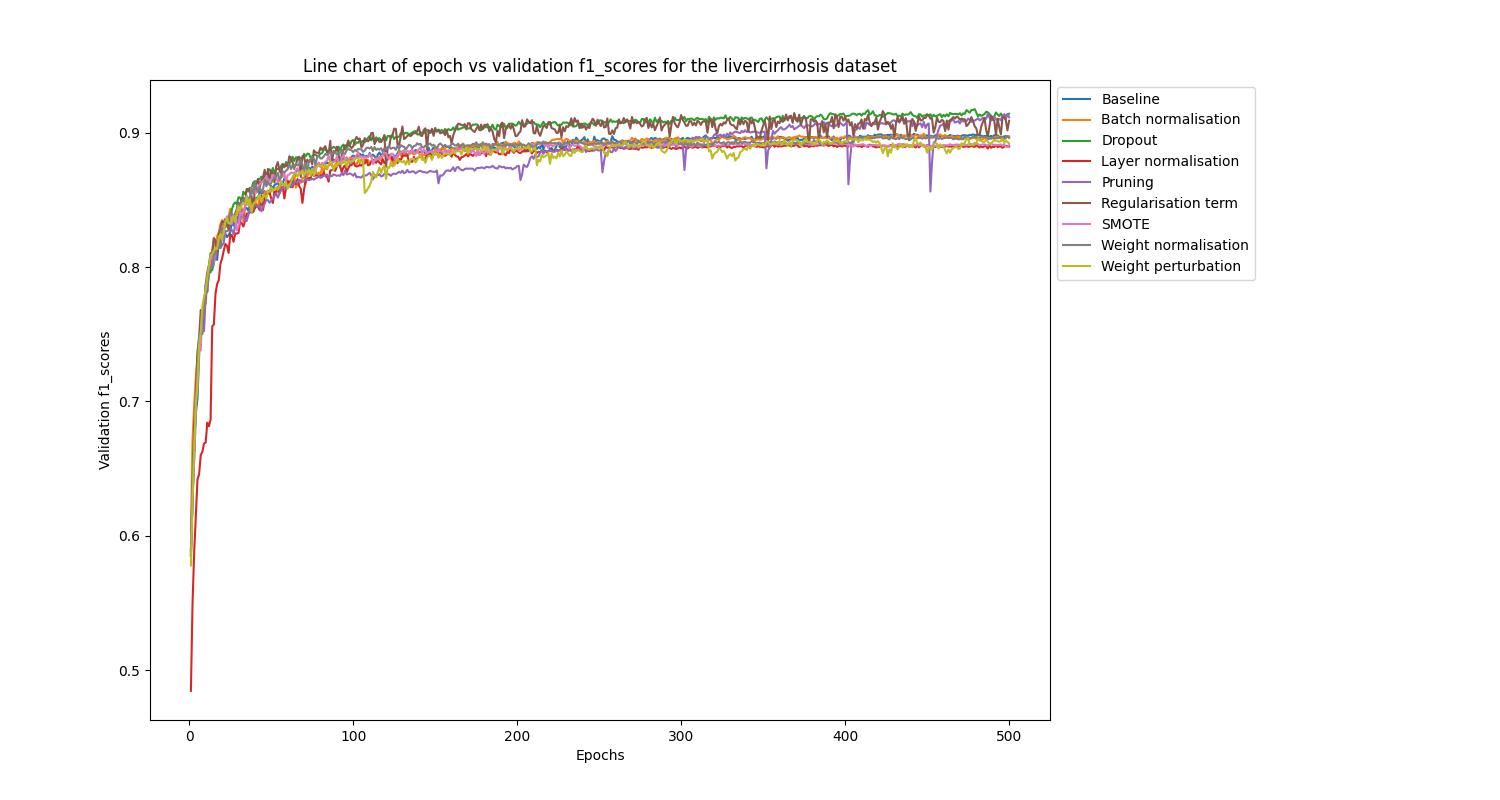 Line chart of epoch vs validation f1_scores for the livercirrhosis dataset
Validation f1_scores
0.9
0.8
0.7
0.6
0.5
0
100
200
300
400
500
Epochs
Baseline
Batch normalisation
Dropout
Layer normalisation
Pruning
Regularisation term
SMOTE
Weight normalisation
Weight perturbation